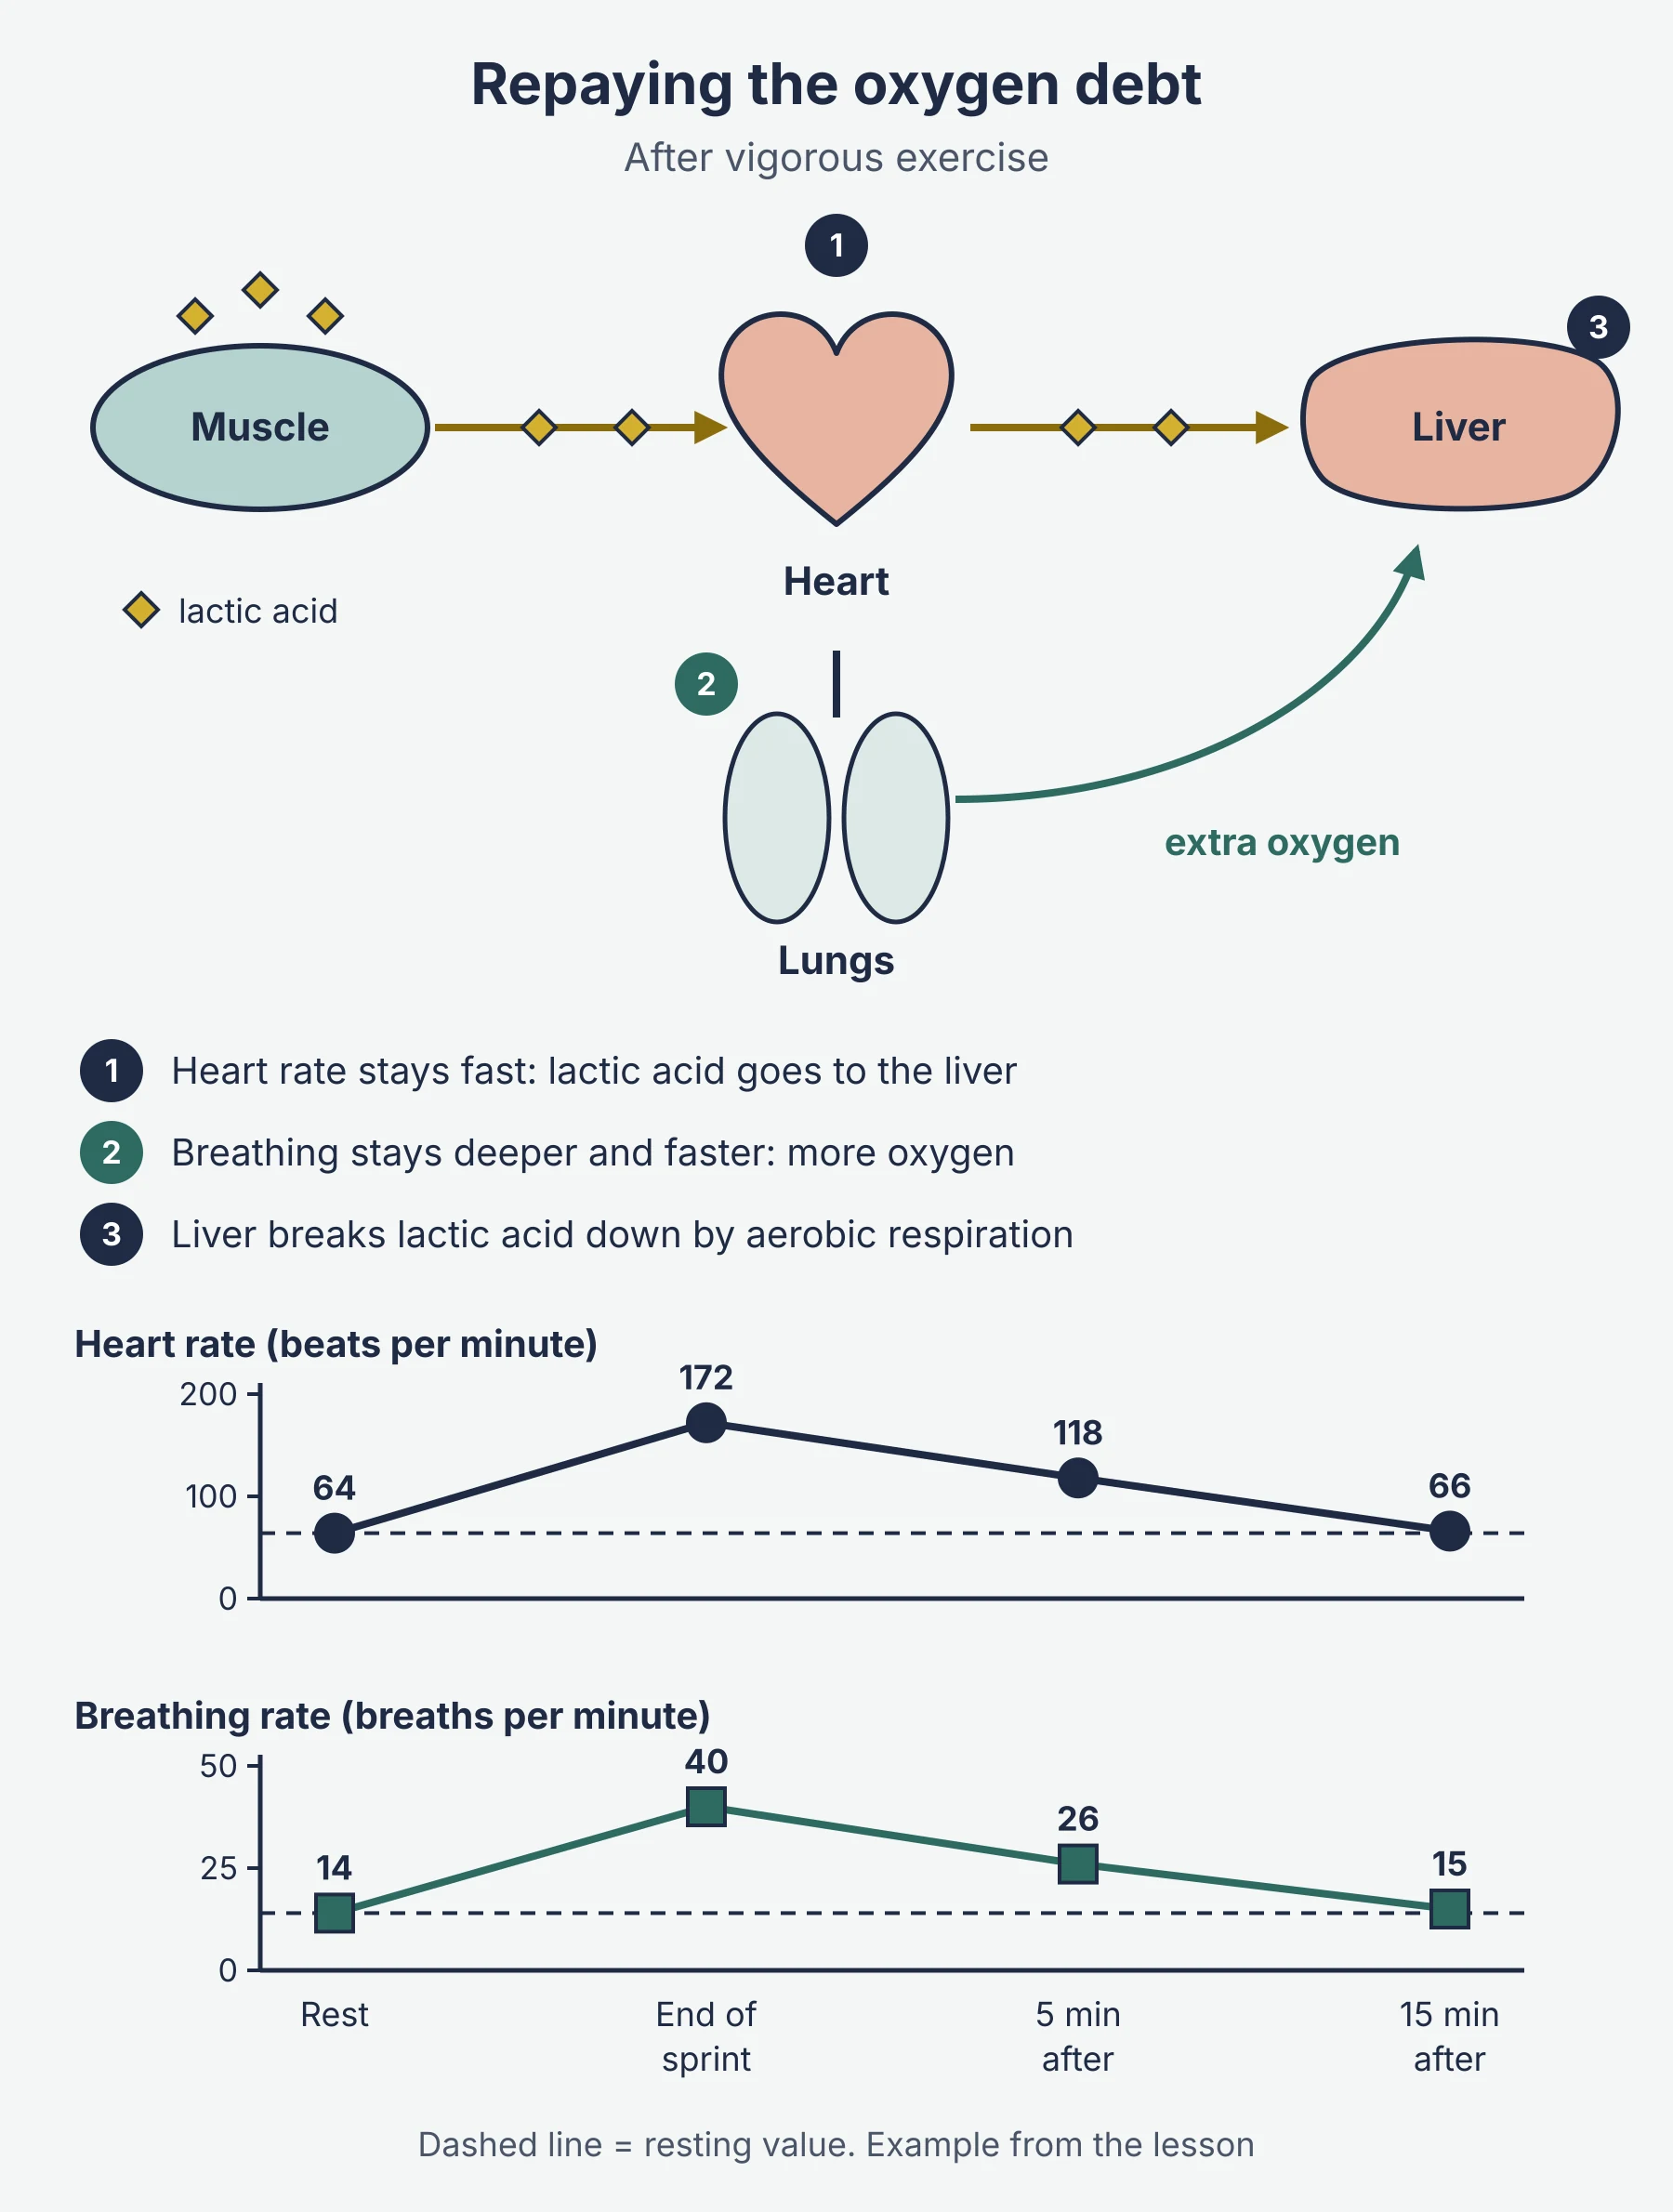 Repaying the oxygen debt
After vigorous exercise
1
3
Muscle
Liver
Heart
lactic acid
2
extra oxygen
Lungs
1 Heart rate stays fast: lactic acid goes to the liver
2 Breathing stays deeper and faster: more oxygen
3 Liver breaks lactic acid down by aerobic respiration
Heart rate (beats per minute)
200
100
0
64
172
118
66
Breathing rate (breaths per minute)
50
25
0
14
40
26
15
Rest
End of
sprint
5 min
after
15 min
after
Dashed line = resting value. Example from the lesson